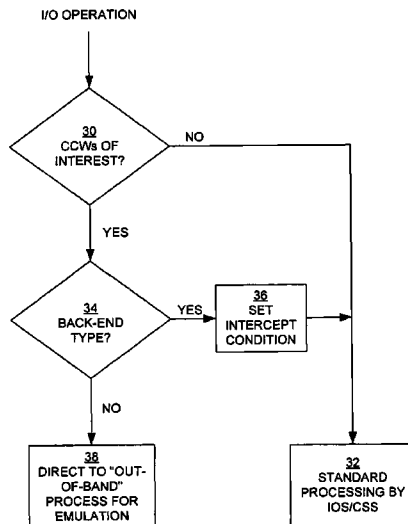 I/O OPERATION
30
CCWs OF
INTEREST?
NO
YES
34
BACK-END
TYPE?
YES
36
SET
INTERCEPT
CONDITION
NO
38
DIRECT TO "OUT-
OF-BAND"
PROCESS FOR
EMULATION
32
STANDARD
PROCESSING BY
IOS/CSS